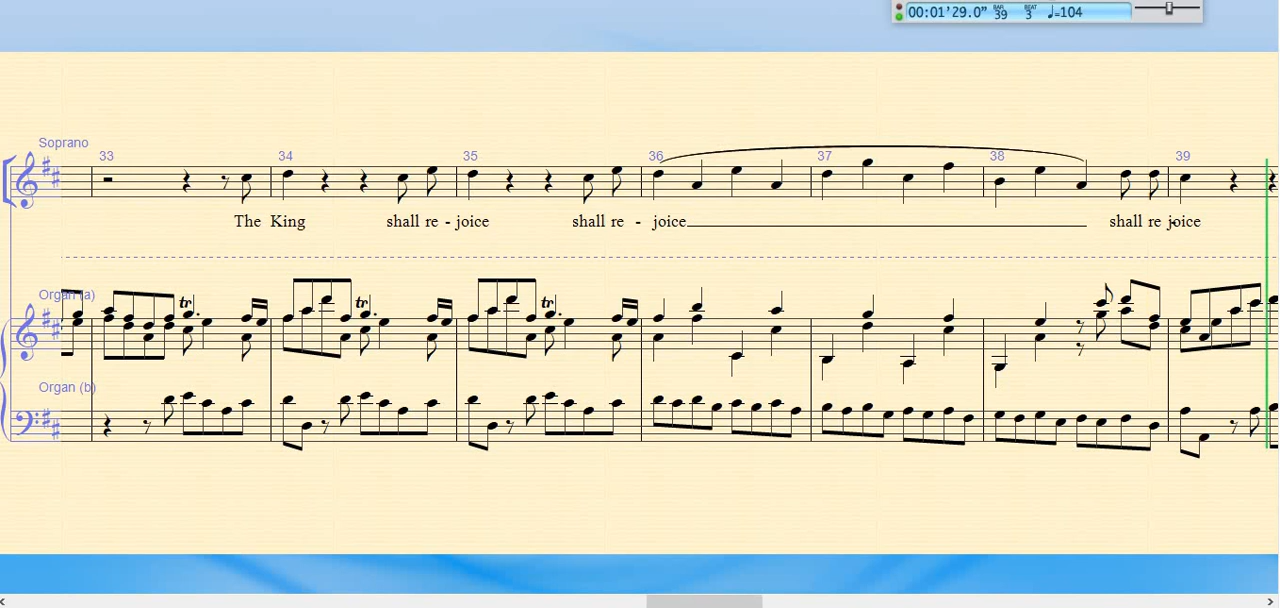 00:01'29.0" BAR 39 BEAT 3 ♩=104
Soprano
33 34 35 36 37 38 39
The King shall re - joice shall re - joice shall re joice
Organ (a)
tr. tr. tr.
Organ (b)